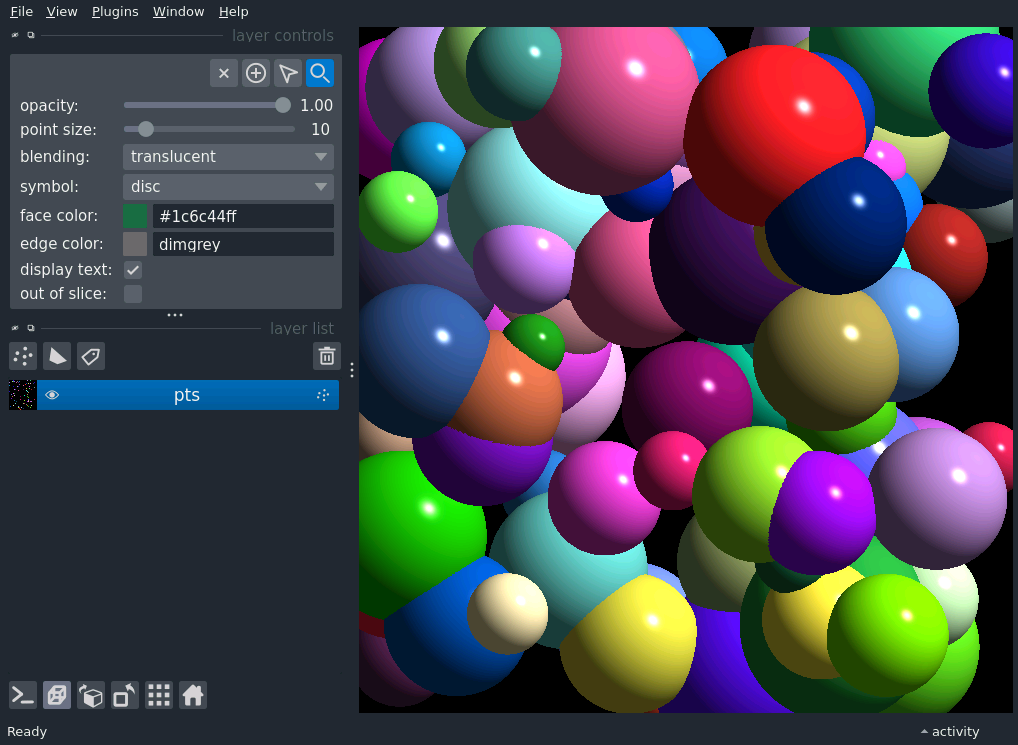 File View Plugins Window Help
layer controls
opacity: 1.00
point size: 10
blending: translucent
symbol: disc
face color: #1c6c44ff
edge color: dimgrey
display text:
out of slice:
layer list
pts
Ready
activity